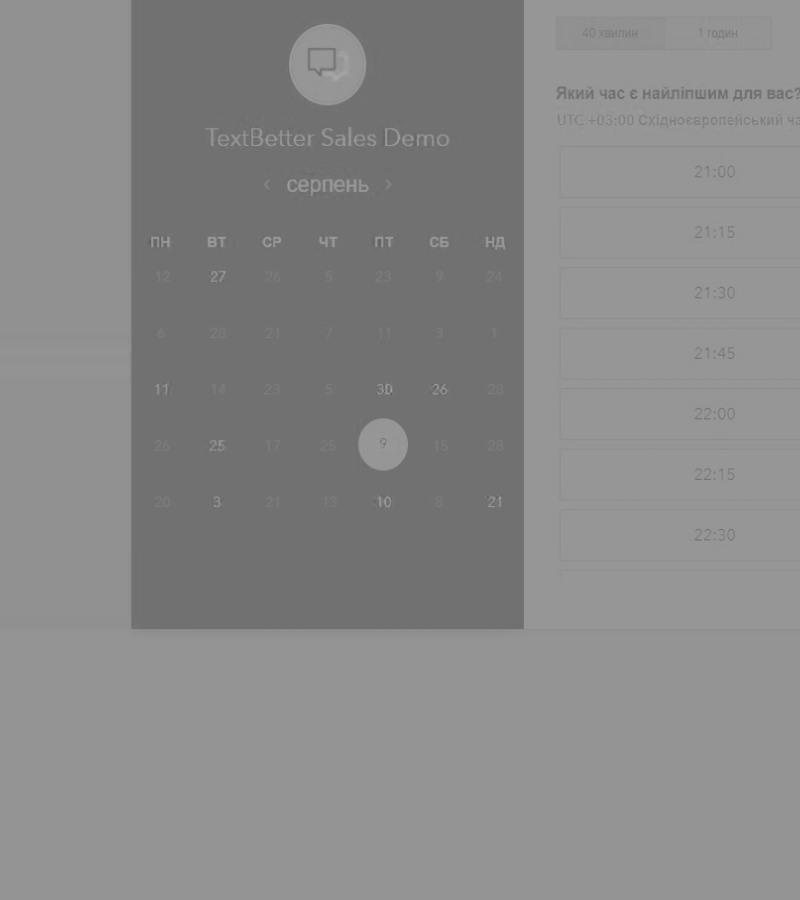 TextBetter Sales Demo
серпень
ПН ВТ СР ЧТ ПТ СБ НД
12 27 26 5 23 9 24
6 28 21 7 11 3 1
11 14 23 5 30 26 28
26 25 17 25 9 15 28
20 3 21 13 10 8 21
40 хвилин 1 годин
Який час є найліпшим для вас?
UTC +03:00 Східноєвропейський
21:00
21:15
21:30
21:45
22:00
22:15
22:30